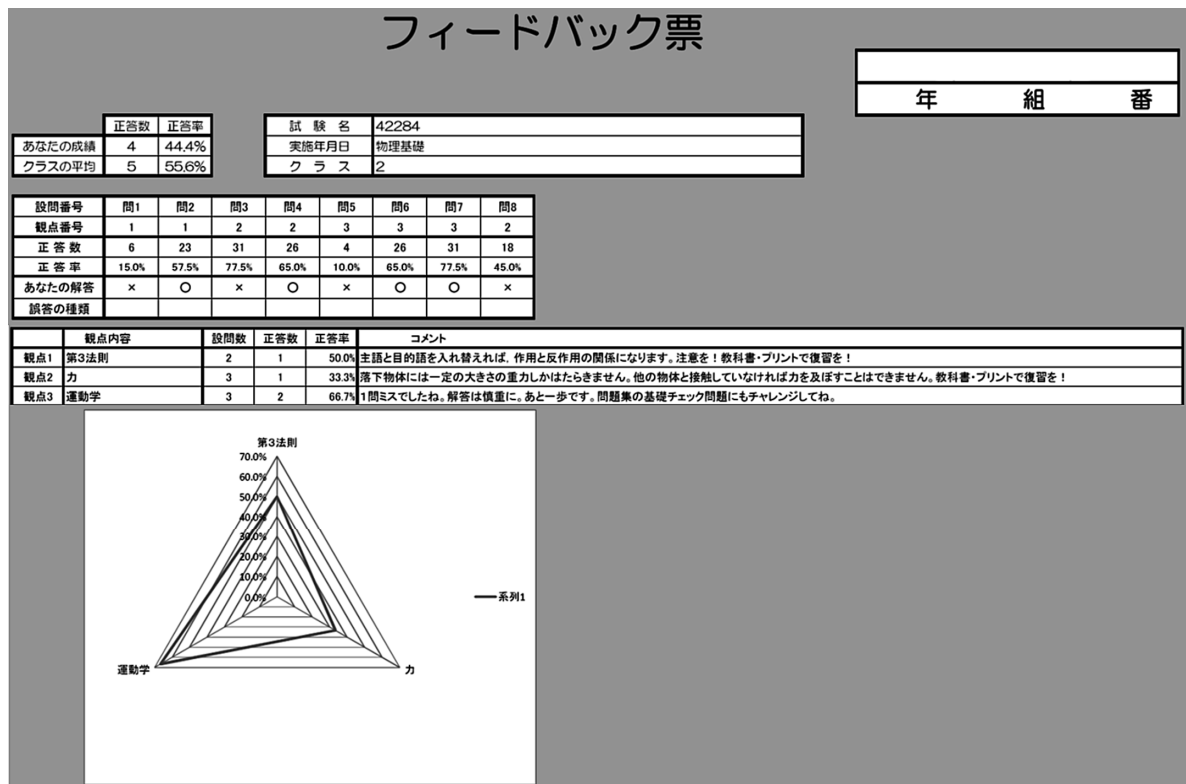 フィードバック票
年 組 番
正答数 正答率
あなたの成績 4 44.4%
クラスの平均 5 55.6%
試験名 42284
実施年月日 物理基礎
クラス 2
設問番号 問1 問2 問3 問4 問5 問6 問7 問8
観点番号 1 1 2 2 3 3 3 2
正答数 6 23 31 26 4 26 31 18
正答率 15.0% 57.5% 77.5% 65.0% 10.0% 65.0% 77.5% 45.0%
あなたの解答 × ○ × ○ × ○ ○ ×
誤答の種類
観点内容 設問数 正答数 正答率 コメント
観点1 第3法則 2 1 50.0% 主語と目的語を入れ替えれば、作用と反作用の関係になります。注意を！教科書・プリントで復習を！
観点2 力 3 1 33.3% 落下物体には一定の大きさの重力しかはたらきません。他の物体と接触していなければ力を及ぼすことはできません。教科書・プリントで復習を！
観点3 運動学 3 2 66.7% 1問ミスでしたね。解答は慎重に。あと一歩です。問題集の基礎チェック問題にもチャレンジしてね。
第3法則
70.0%
60.0%
50.0%
40.0%
30.0%
20.0%
10.0%
0.0%
系列1
運動学 力